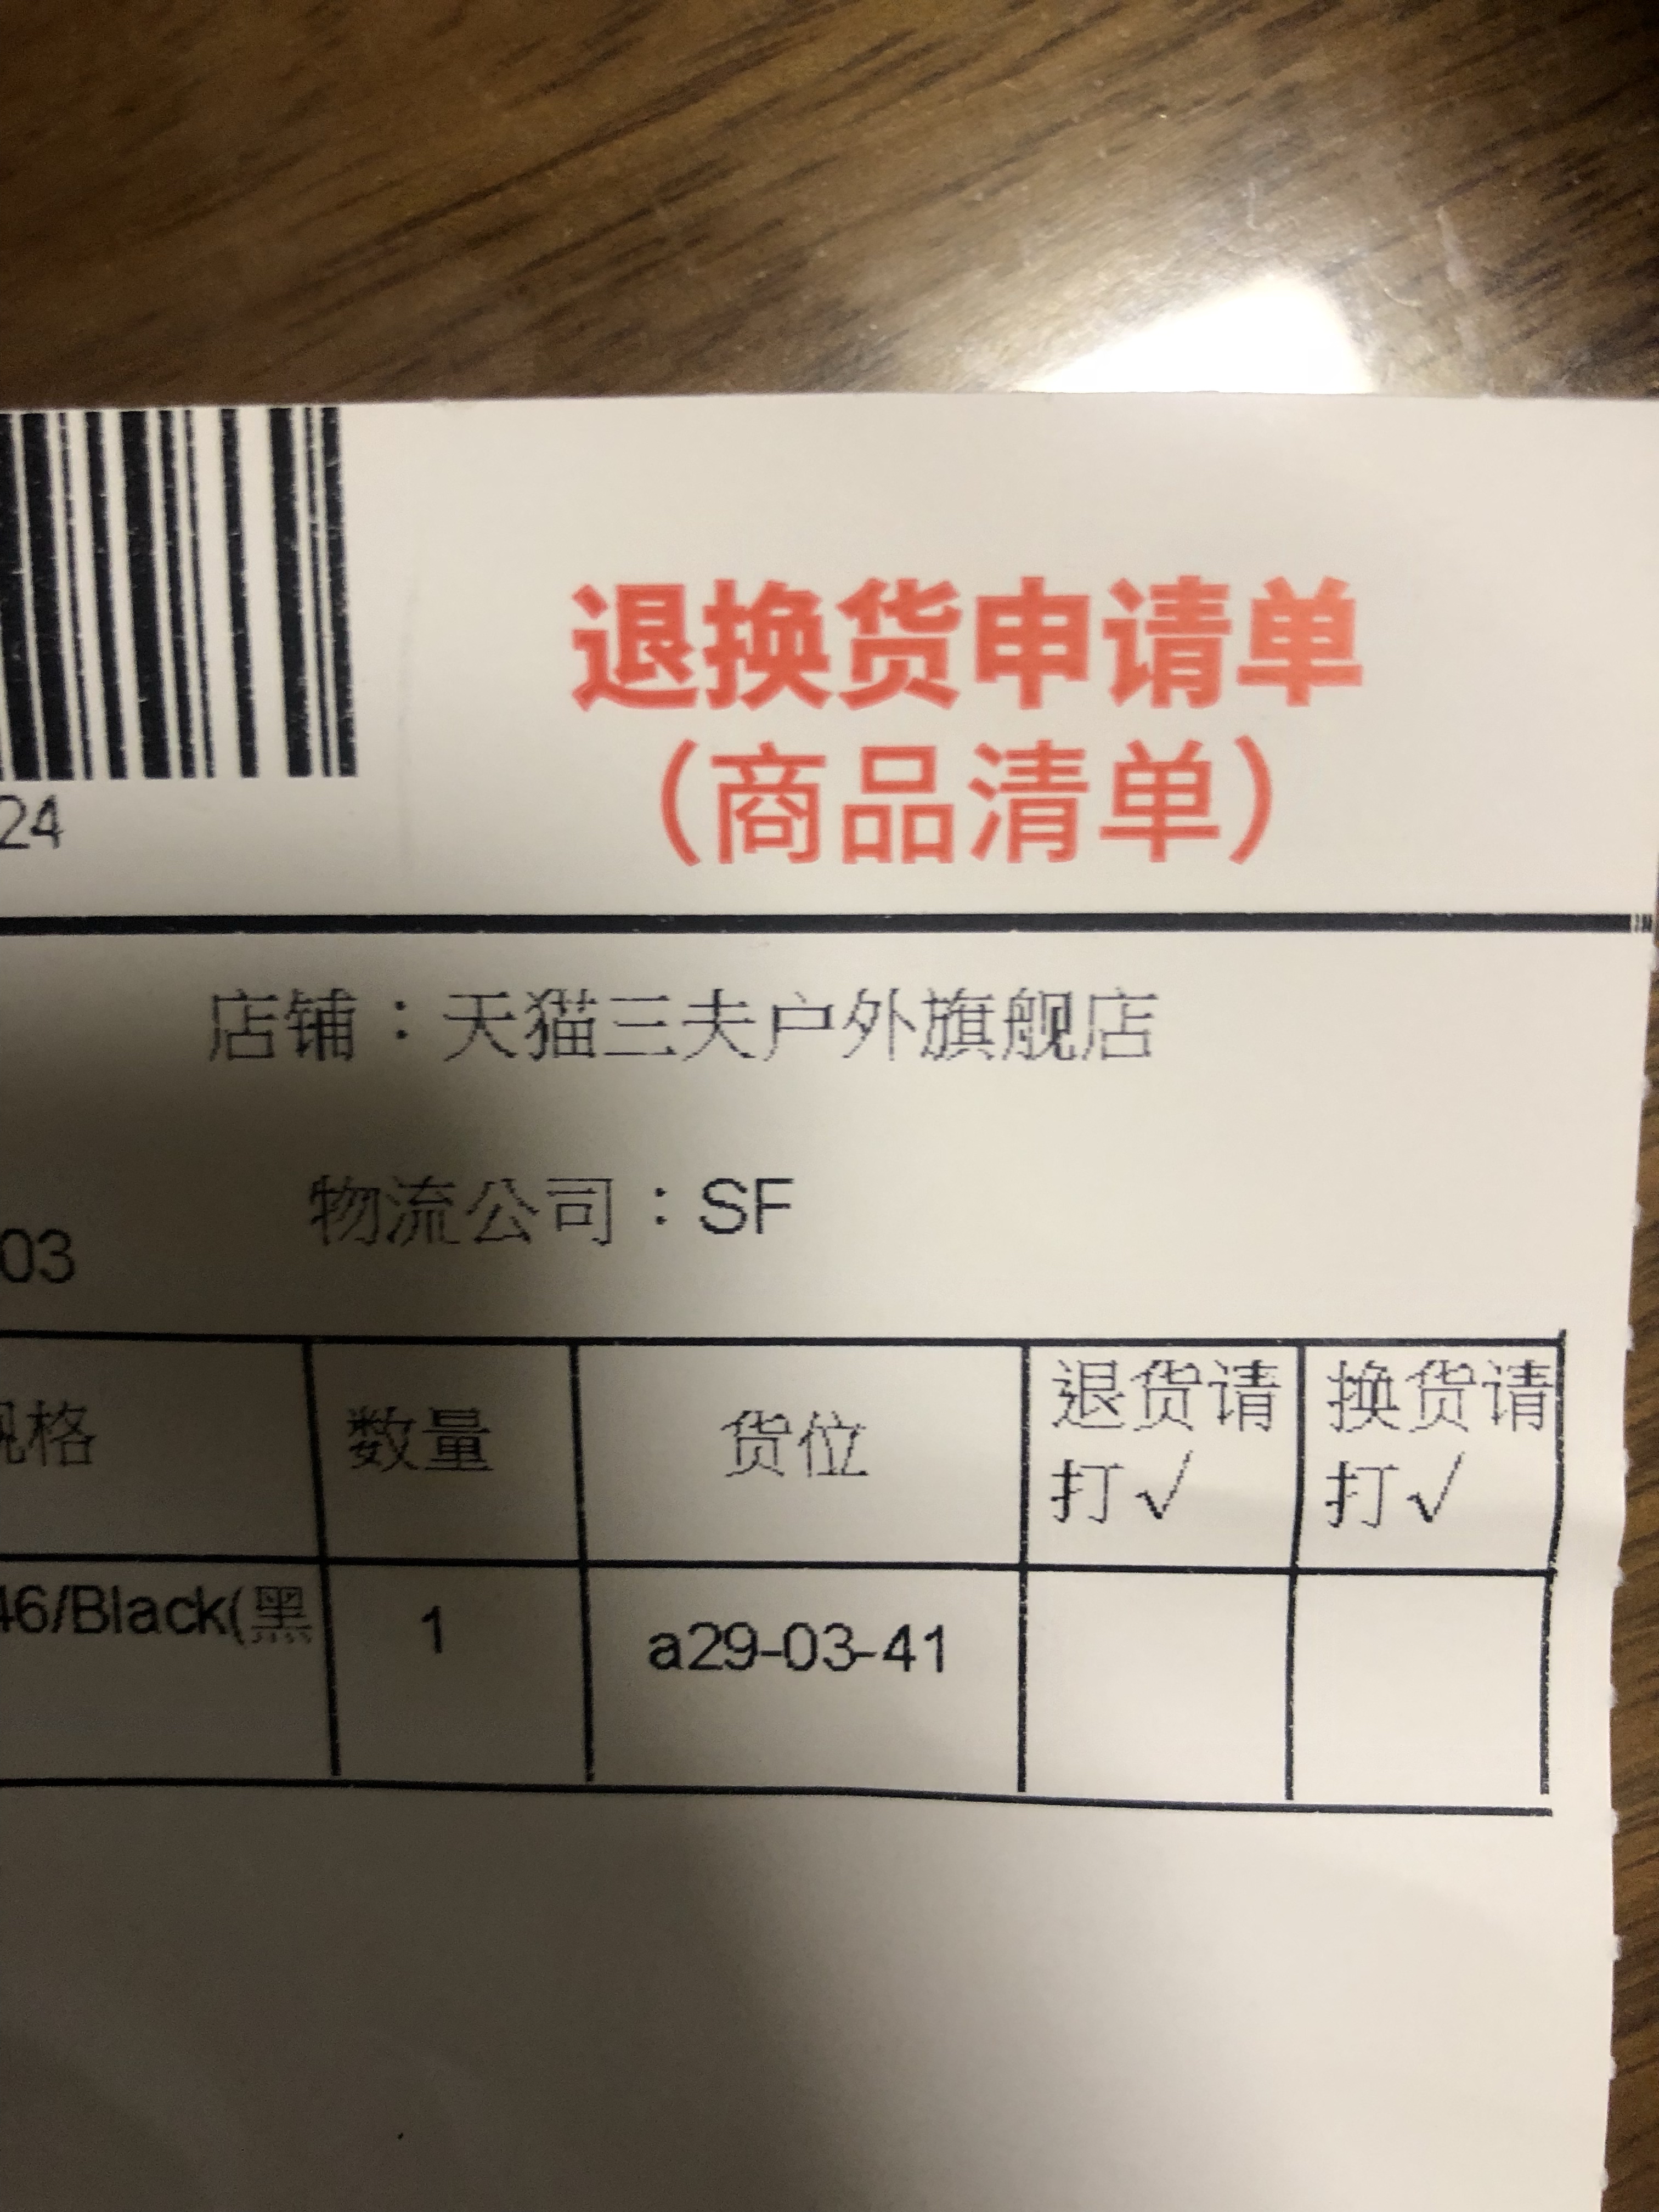 退换货申请单
（商品清单）
24
店铺：天猫三夫户外旗舰店
物流公司：SF
03
规格 数量 货位 退货请打√ 换货请打√
46/Black(黑 1 a29-03-41